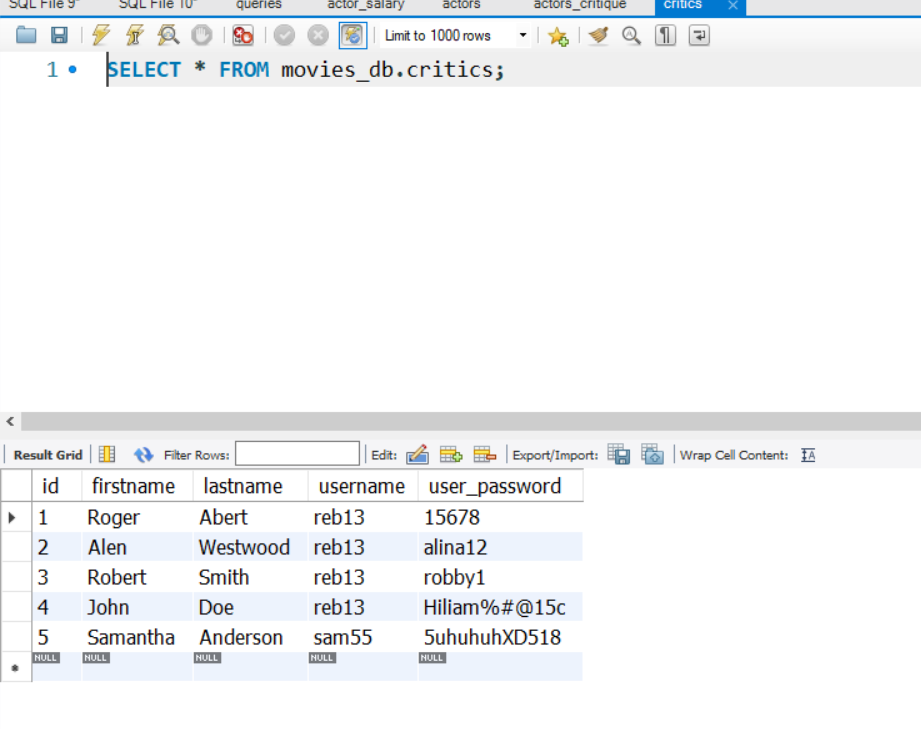 SQL File 9* SQL File 10* queries actor_salary actors actors_critique critics
Limit to 1000 rows
1 SELECT * FROM movies_db.critics;
Result Grid Filter Rows: Edit: Export/Import: Wrap Cell Content:
id firstname lastname username user_password
1 Roger Abert reb13 15678
2 Alen Westwood reb13 alina12
3 Robert Smith reb13 robby1
4 John Doe reb13 Hiliam%#@15c
5 Samantha Anderson sam55 5uhuhuhXD518
NULL NULL NULL NULL NULL